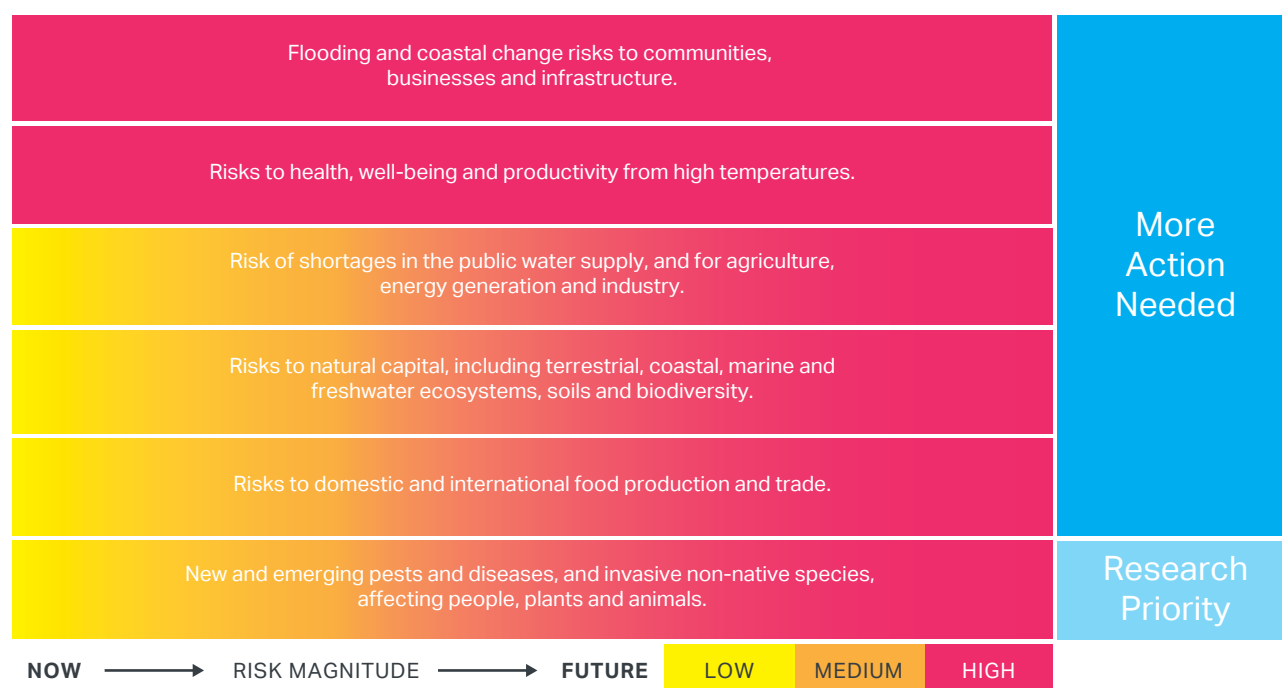 Flooding and coastal change risks to communities,
businesses and infrastructure.
Risks to health, well-being and productivity from high temperatures.
Risk of shortages in the public water supply, and for agriculture,
energy generation and industry.
Risks to natural capital, including terrestrial, coastal, marine and
freshwater ecosystems, soils and biodiversity.
Risks to domestic and international food production and trade.
More
Action
Needed
New and emerging pests and diseases, and invasive non-native species,
affecting people, plants and animals.
Research
Priority
NOW RISK MAGNITUDE FUTURE LOW MEDIUM HIGH